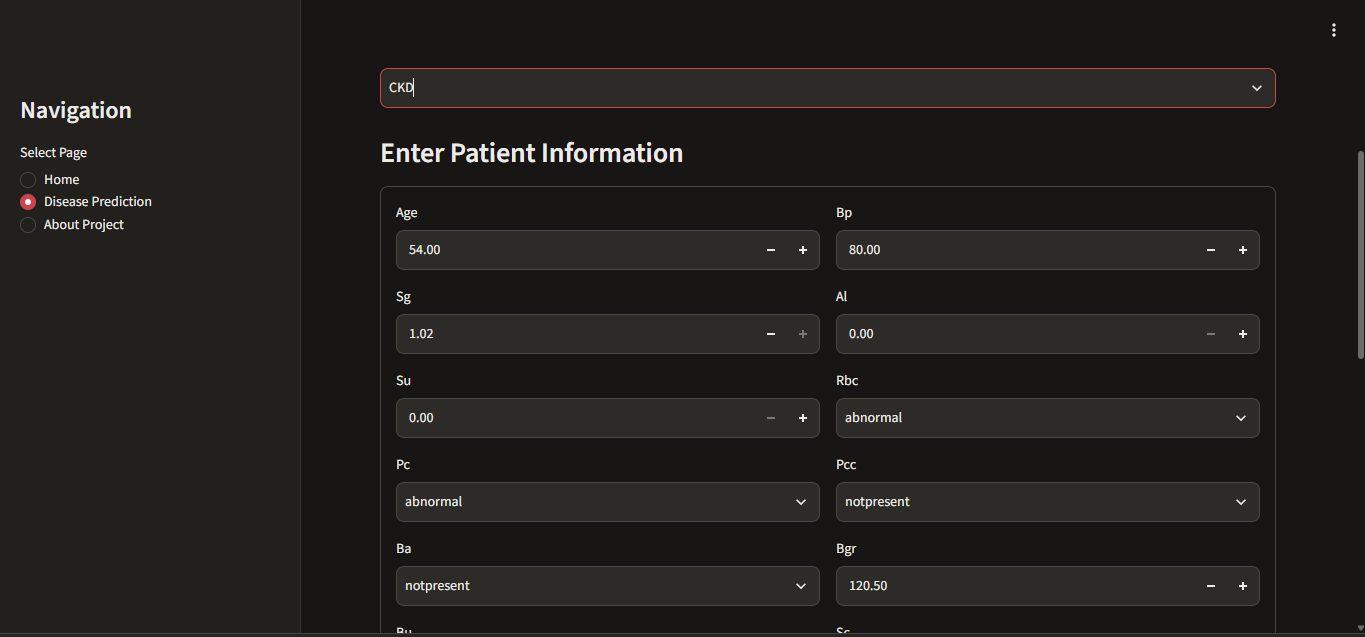 Navigation
Select Page
Home
Disease Prediction
About Project
CKD
Enter Patient Information
Age
Bp
54.00
80.00
Sg
Al
1.02
0.00
Su
Rbc
0.00
abnormal
Pc
Pcc
abnormal
notpresent
Ba
Bgr
notpresent
120.50
Bu
Sc